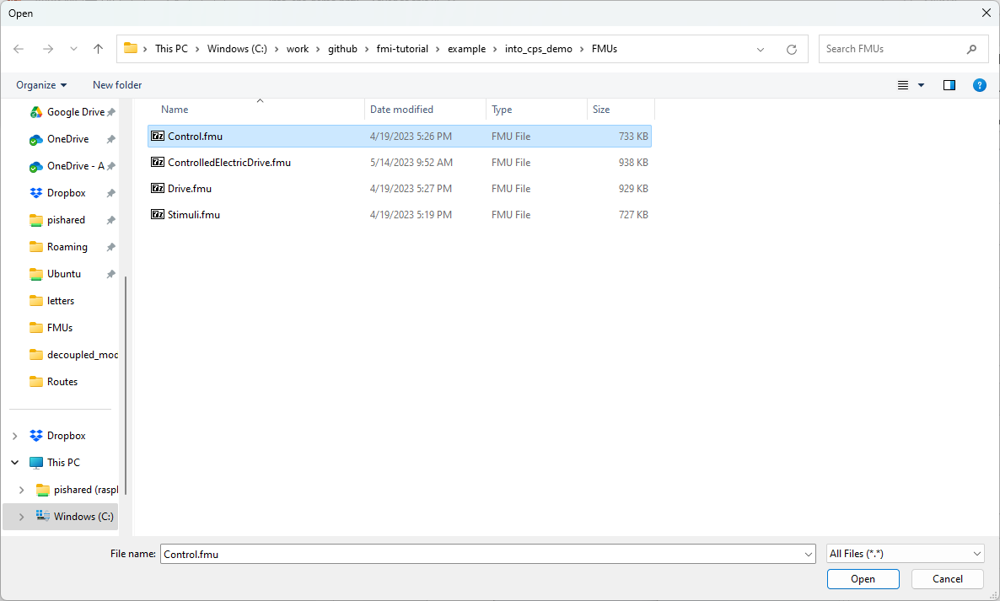 Open
This PC > Windows (C:) > work > github > fmi-tutorial > example > into_cps_demo > FMUs
Search FMUs
Organize New folder
?
Google Drive
OneDrive
OneDrive - A
Dropbox
pishared
Roaming
Ubuntu
letters
FMUs
decoupled_mod
Routes
Dropbox
This PC
pishared (raspl
Windows (C:)
Name Date modified Type Size
Control.fmu 4/19/2023 5:26 PM FMU File 733 KB
ControlledElectricDrive.fmu 5/14/2023 9:52 AM FMU File 938 KB
Drive.fmu 4/19/2023 5:27 PM FMU File 929 KB
Stimuli.fmu 4/19/2023 5:19 PM FMU File 727 KB
File name: Control.fmu All Files (*.*)
Open Cancel